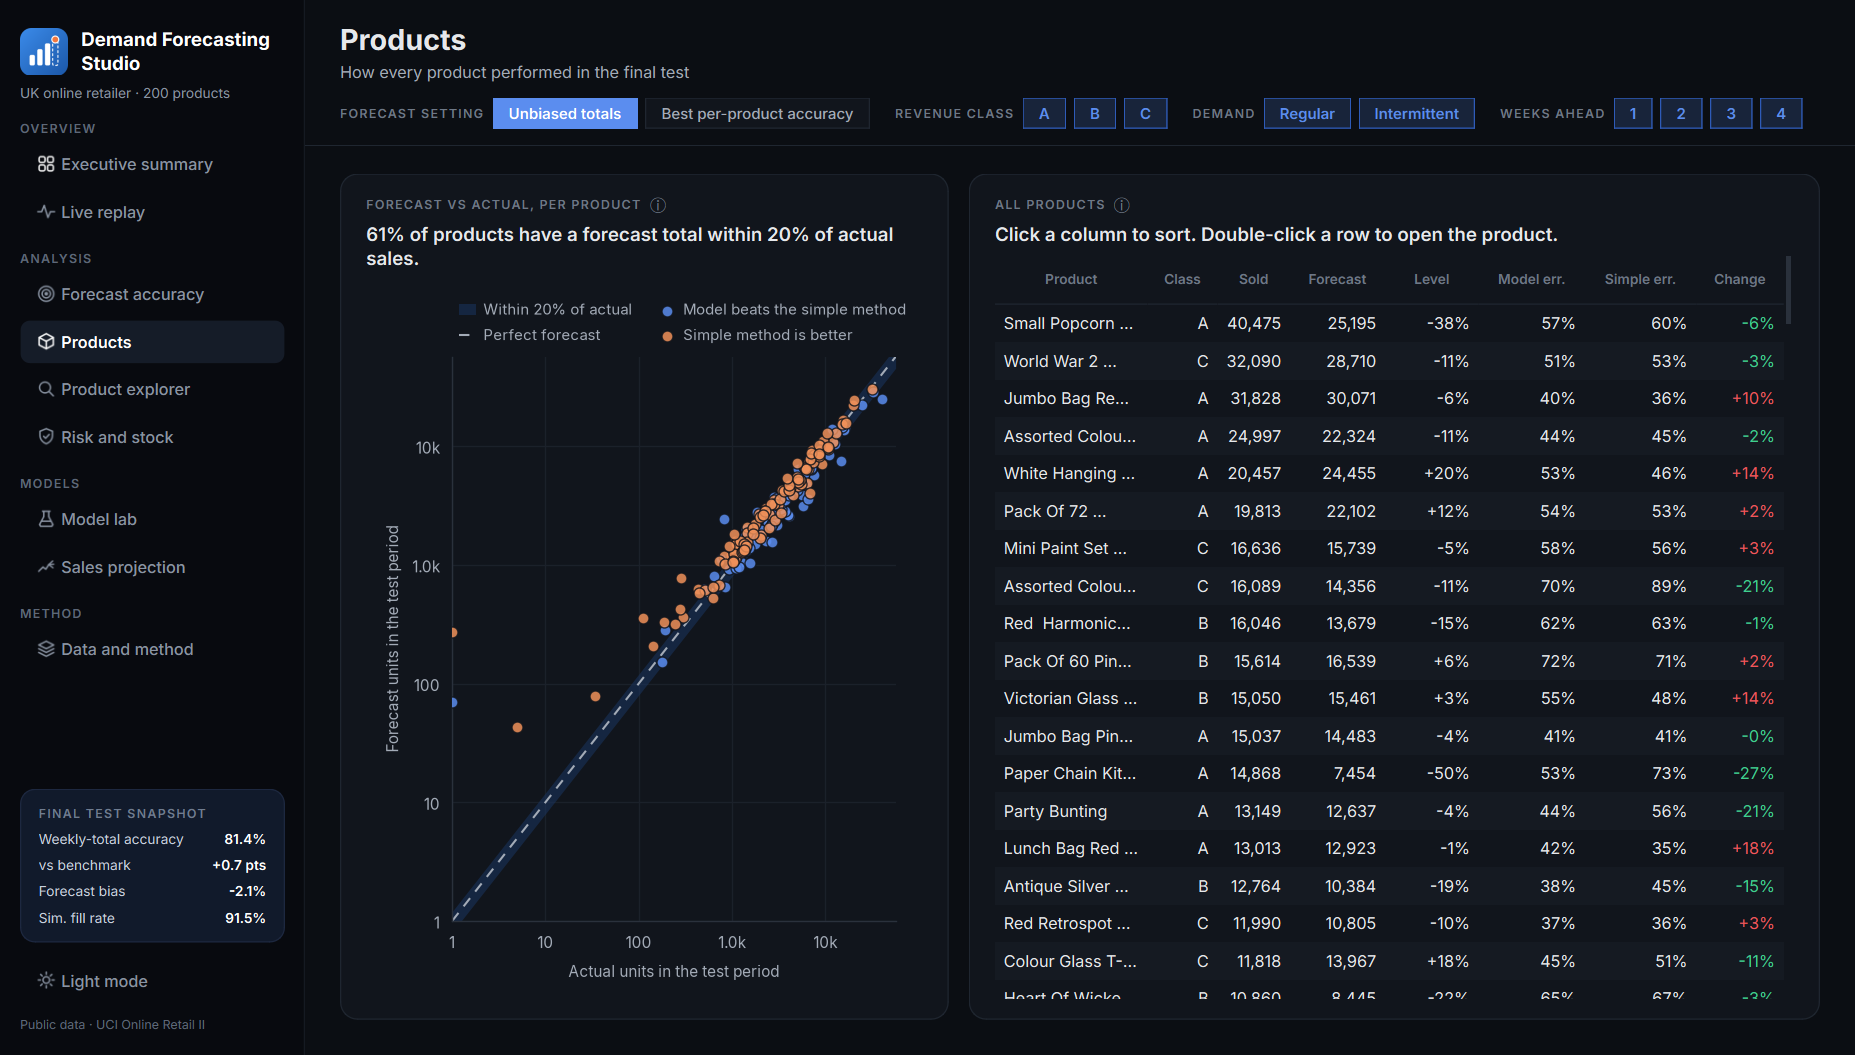 Demand Forecasting
Studio
UK online retailer · 200 products
OVERVIEW
Executive summary
Live replay
ANALYSIS
Forecast accuracy
Products
Product explorer
Risk and stock
MODELS
Model lab
Sales projection
METHOD
Data and method
FINAL TEST SNAPSHOT
Weekly-total accuracy 81.4%
vs benchmark +0.7 pts
Forecast bias -2.1%
Sim. fill rate 91.5%
Light mode
Public data · UCI Online Retail II
Products
How every product performed in the final test
FORECAST SETTING Unbiased totals Best per-product accuracy REVENUE CLASS A B C DEMAND Regular Intermittent WEEKS AHEAD 1 2 3 4
FORECAST VS ACTUAL, PER PRODUCT
61% of products have a forecast total within 20% of actual
sales.
Within 20% of actual Model beats the simple method
Perfect forecast Simple method is better
Forecast units in the test period
10k
1.0k
100
10
1
1 10 100 1.0k 10k
Actual units in the test period
ALL PRODUCTS
Click a column to sort. Double-click a row to open the product.
Product Class Sold Forecast Level Model err. Simple err. Change
Small Popcorn ... A 40,475 25,195 -38% 57% 60% -6%
World War 2 ... C 32,090 28,710 -11% 51% 53% -3%
Jumbo Bag Re... A 31,828 30,071 -6% 40% 36% +10%
Assorted Colou... A 24,997 22,324 -11% 44% 45% -2%
White Hanging ... A 20,457 24,455 +20% 53% 46% +14%
Pack Of 72 ... A 19,813 22,102 +12% 54% 53% +2%
Mini Paint Set ... C 16,636 15,739 -5% 58% 56% +3%
Assorted Colou... C 16,089 14,356 -11% 70% 89% -21%
Red  Harmonic... B 16,046 13,679 -15% 62% 63% -1%
Pack Of 60 Pin... B 15,614 16,539 +6% 72% 71% +2%
Victorian Glass ... B 15,050 15,461 +3% 55% 48% +14%
Jumbo Bag Pin... A 15,037 14,483 -4% 41% 41% -0%
Paper Chain Kit... A 14,868 7,454 -50% 53% 73% -27%
Party Bunting A 13,149 12,637 -4% 44% 56% -21%
Lunch Bag Red ... A 13,013 12,923 -1% 42% 35% +18%
Antique Silver ... B 12,764 10,384 -19% 38% 45% -15%
Red Retrospot ... C 11,990 10,805 -10% 37% 36% +3%
Colour Glass T-... C 11,818 13,967 +18% 45% 51% -11%
Heart Of Wicke... B 10,860 8,445 -22% 65% 67% -3%